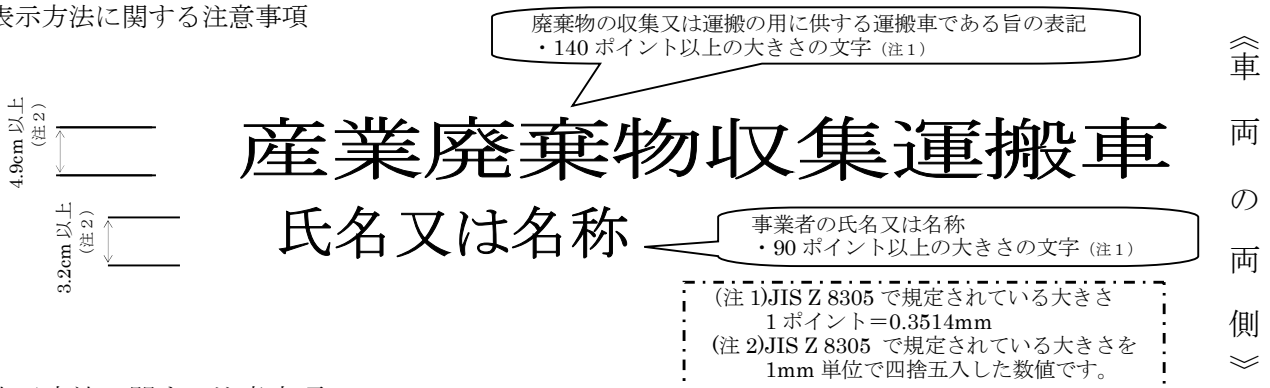 表示方法に関する注意事項
廃棄物の収集又は運搬の用に供する運搬車である旨の表記
・140 ポイント以上の大きさの文字 (注1)
4.9cm 以上
(注2)
産業廃棄物収集運搬車
3.2cm 以上
(注2)
氏名又は名称
事業者の氏名又は名称
・90 ポイント以上の大きさの文字 (注1)
(注 1)JIS Z 8305 で規定されている大きさ
1 ポイント＝0.3514mm
(注 2)JIS Z 8305 で規定されている大きさを
1mm 単位で四捨五入した数値です。
《車両の両側》